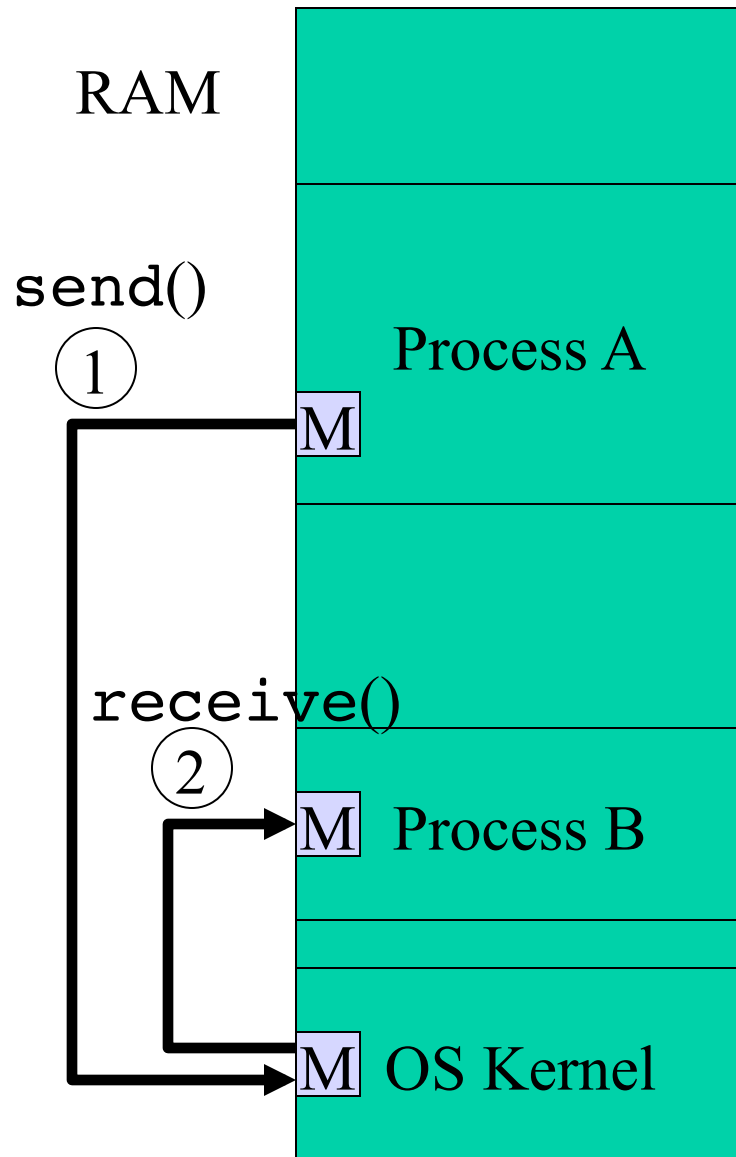 RAM
send()
1
Process A
M
receive()
2
M Process B
M OS Kernel